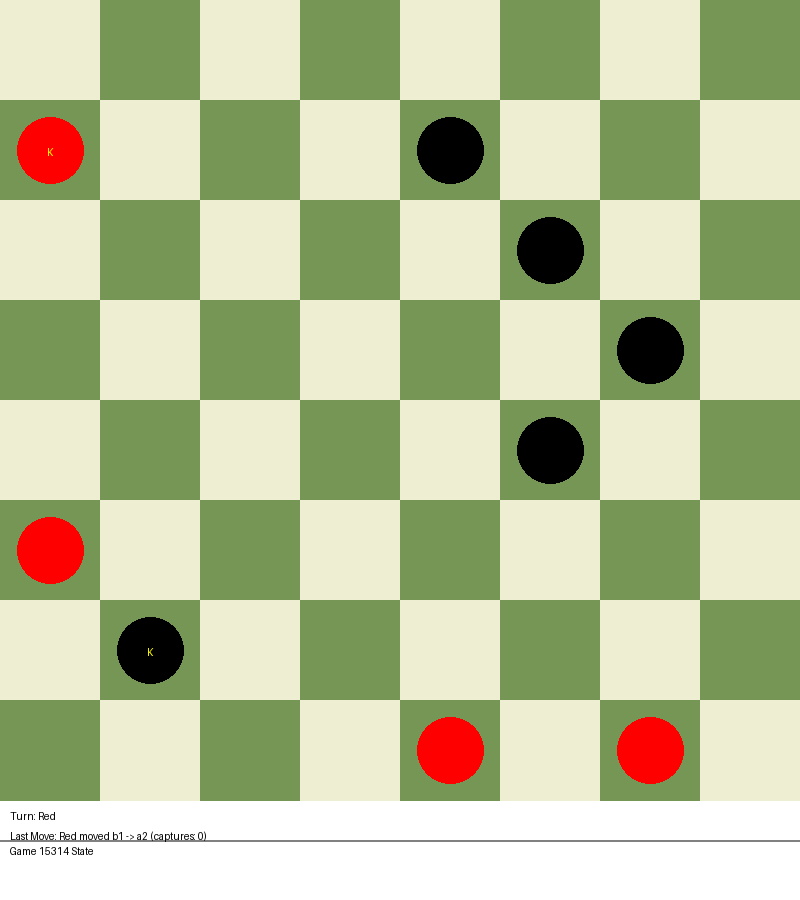 K
K
Turn: Red
Last Move: Red moved b1 -> a2 (captures: 0)
Game 15314 State